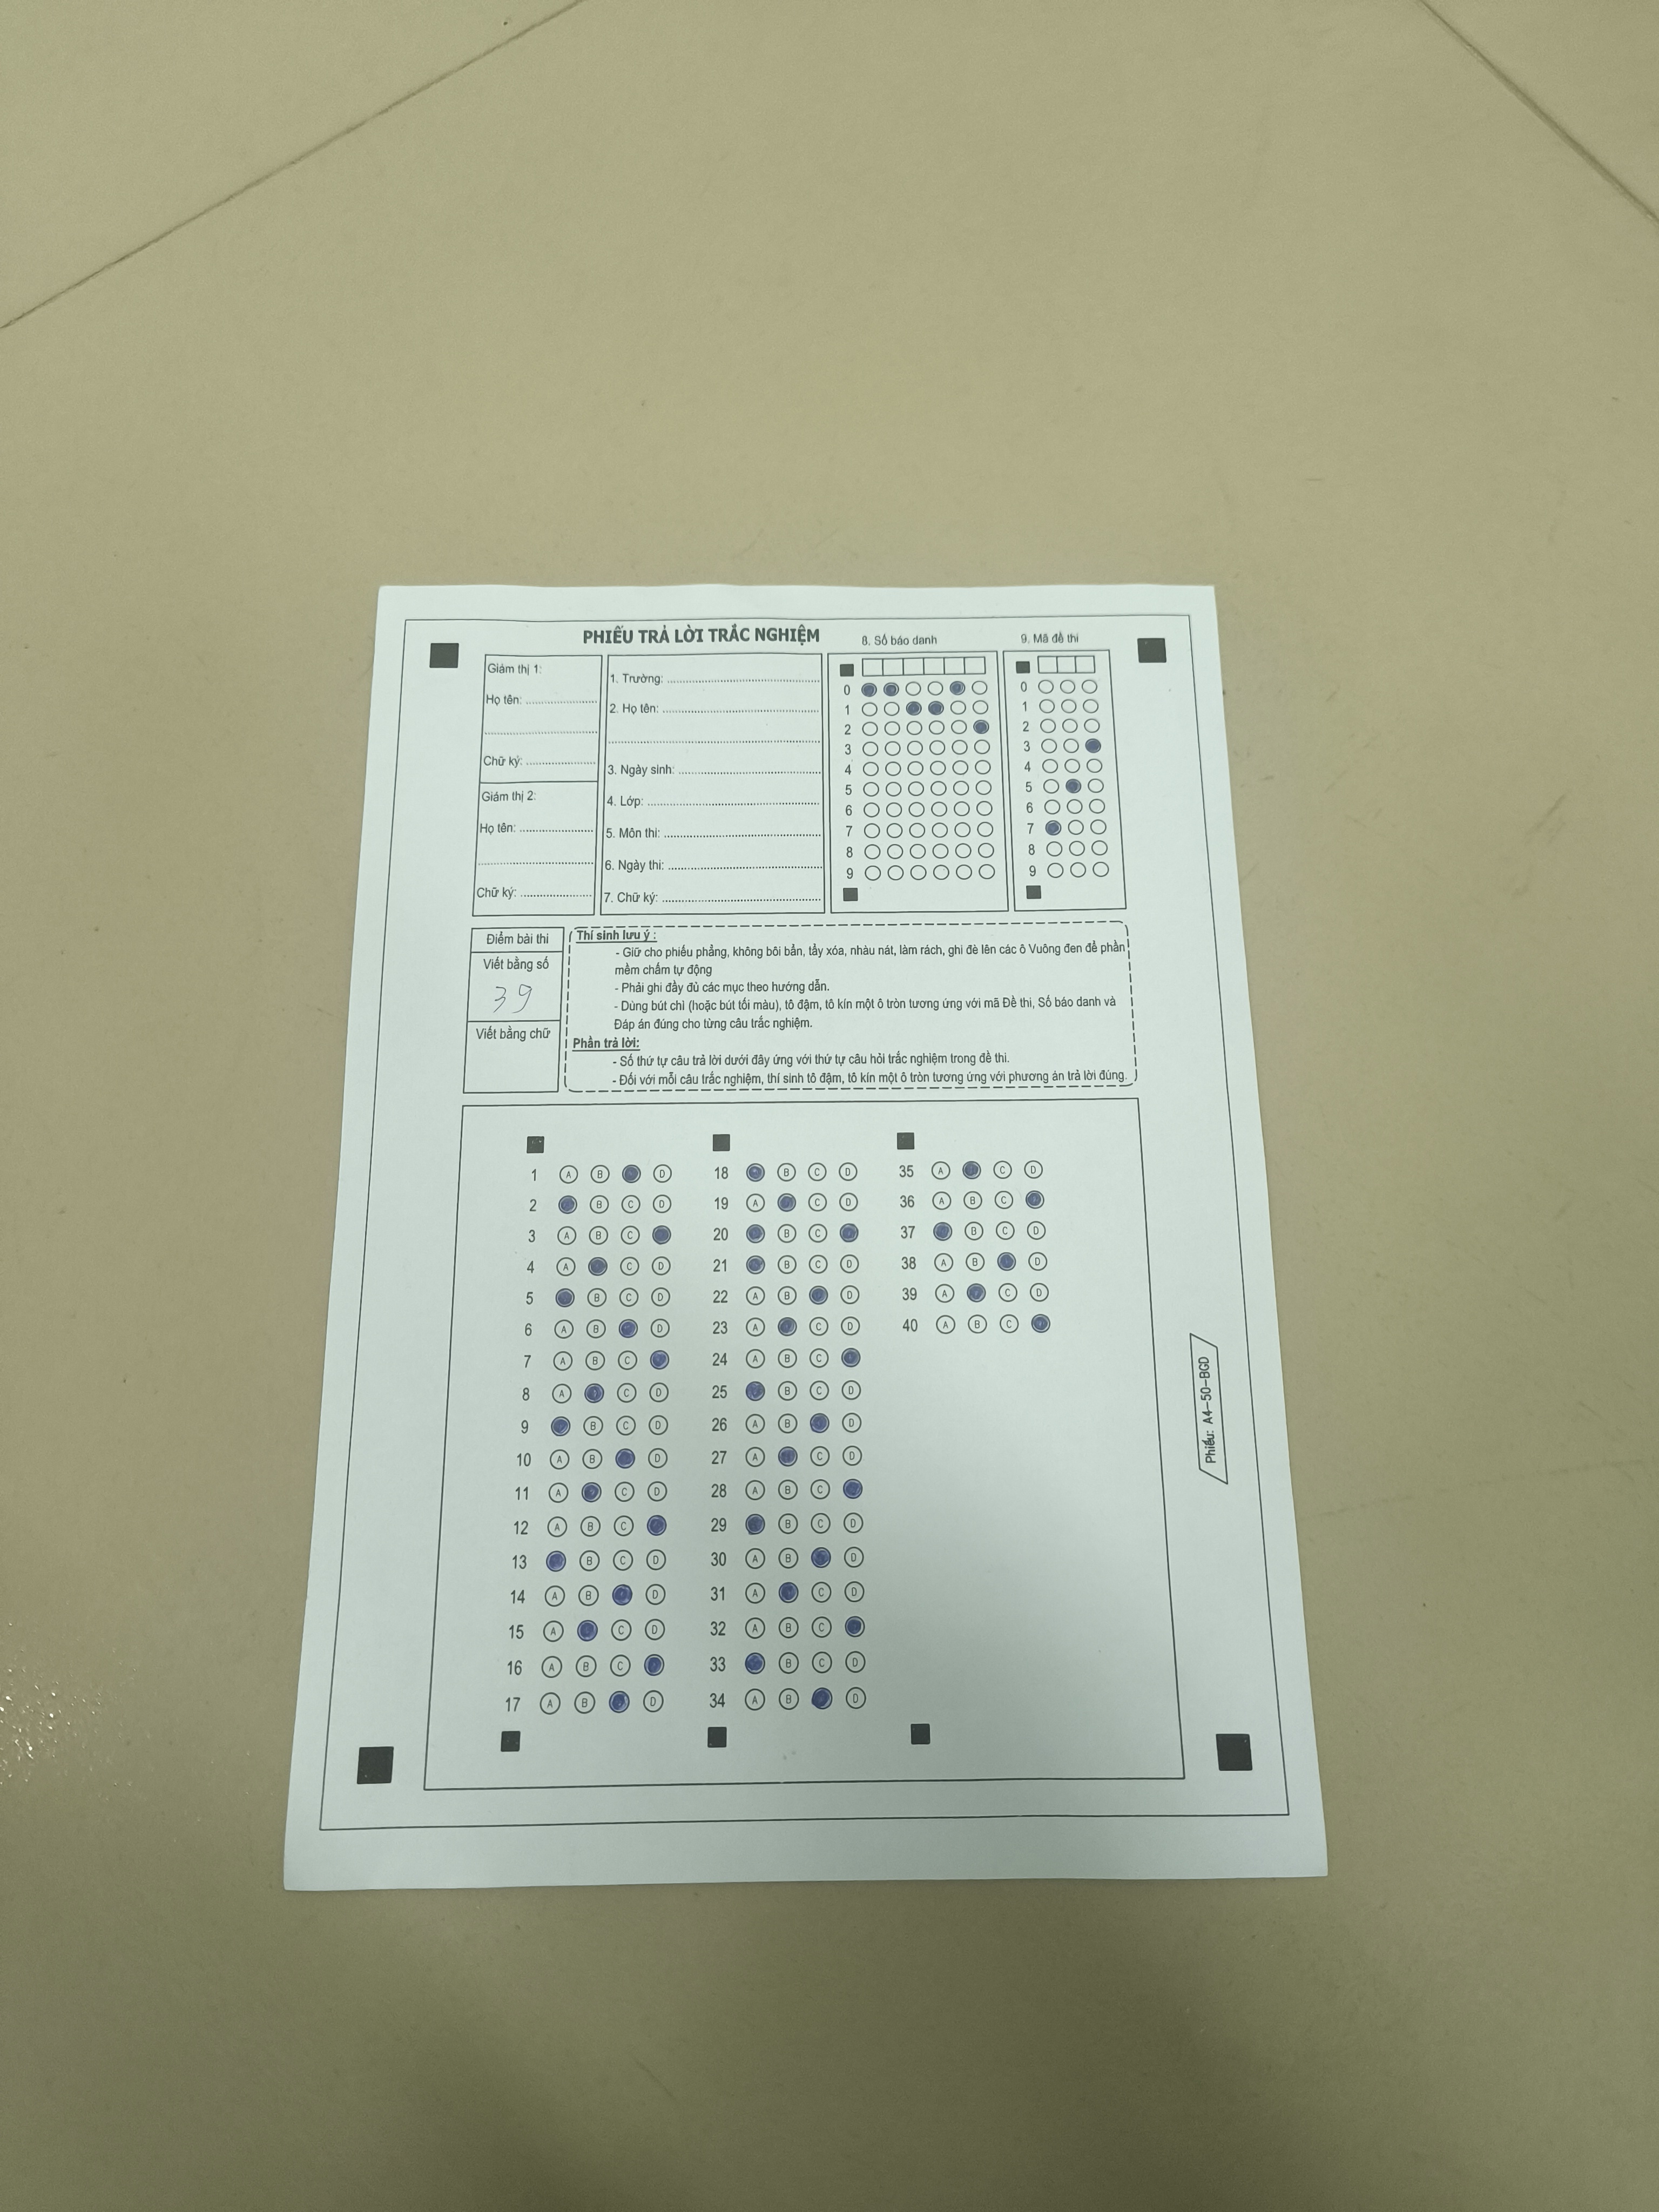 PHIẾU TRẢ LỜI TRẮC NGHIỆM
8. Số báo danh
9. Mã đề thi
Giám thị 1:
Họ tên: ....................
....................
Chữ ký: ....................
Giám thị 2:
Họ tên: ....................
....................
Chữ ký: ....................
1. Trường: ....................
2. Họ tên: ....................
....................
3. Ngày sinh: ....................
4. Lớp: ....................
5. Môn thi: ....................
6. Ngày thi: ....................
7. Chữ ký: ....................
0 0
1 1
2 2
3 3
4 4
5 5
6 6
7 7
8 8
9 9
Điểm bài thi
Viết bằng số
39
Viết bằng chữ
Thí sinh lưu ý :
- Giữ cho phiếu phẳng, không bôi bẩn, tẩy xóa, nhàu nát, làm rách, ghi đè lên các ô Vuông đen để phần
mềm chấm tự động
- Phải ghi đầy đủ các mục theo hướng dẫn.
- Dùng bút chì (hoặc bút tối màu), tô đậm, tô kín một ô tròn tương ứng với mã Đề thi, Số báo danh và
Đáp án đúng cho từng câu trắc nghiệm.
Phần trả lời:
- Số thứ tự câu trả lời dưới đây ứng với thứ tự câu hỏi trắc nghiệm trong đề thi.
- Đối với mỗi câu trắc nghiệm, thí sinh tô đậm, tô kín một ô tròn tương ứng với phương án trả lời đúng.
1 A B D
2 B C D
3 A B C
4 A C D
5 B C D
6 A B D
7 A B C
8 A C D
9 B C D
10 A B D
11 A C D
12 A B C
13 B C D
14 A B D
15 A C D
16 A B C
17 A B D
18 B C D
19 A C D
20 B C
21 B C D
22 A B D
23 A C D
24 A B C
25 B C D
26 A B D
27 A C D
28 A B C
29 B C D
30 A B D
31 A C D
32 A B C
33 B C D
34 A B D
35 A C D
36 A B C
37 B C D
38 A B D
39 A C D
40 A B C
Phiếu: A4-50-BGD